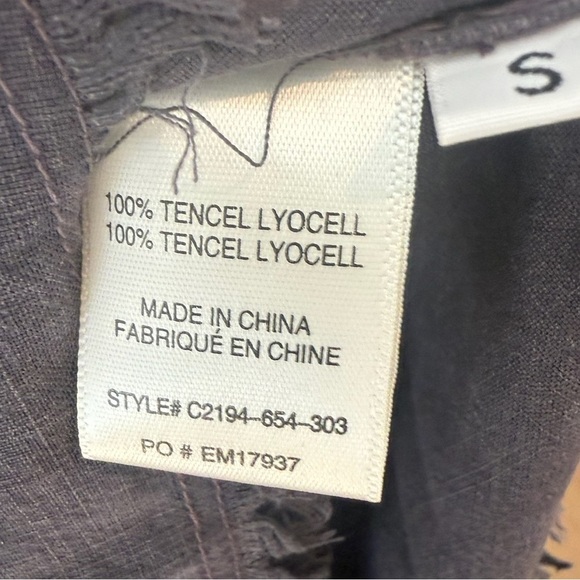 S
100% TENCEL LYOCELL
100% TENCEL LYOCELL
MADE IN CHINA
FABRIQUÉ EN CHINE
STYLE# C2194-654-303
PO # EM17937